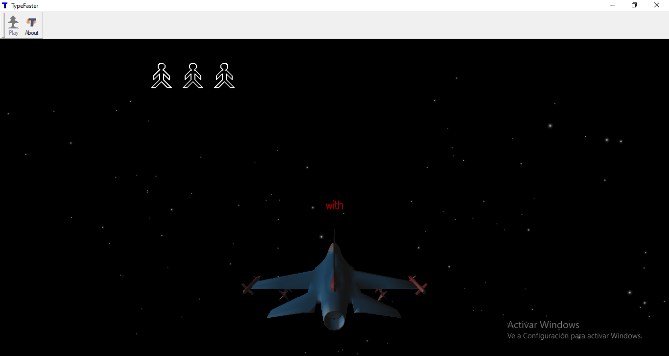 TypeFaster
Play About
with
Activar Windows
Ve a Configuración para activar Windows.